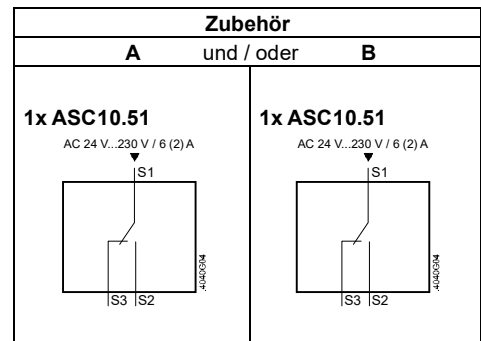 Zubehör
A und / oder B
1x ASC10.51 1x ASC10.51
AC 24 V...230 V / 6 (2) A AC 24 V...230 V / 6 (2) A
S1 S1
4040G04 4040G04
S3 S2 S3 S2